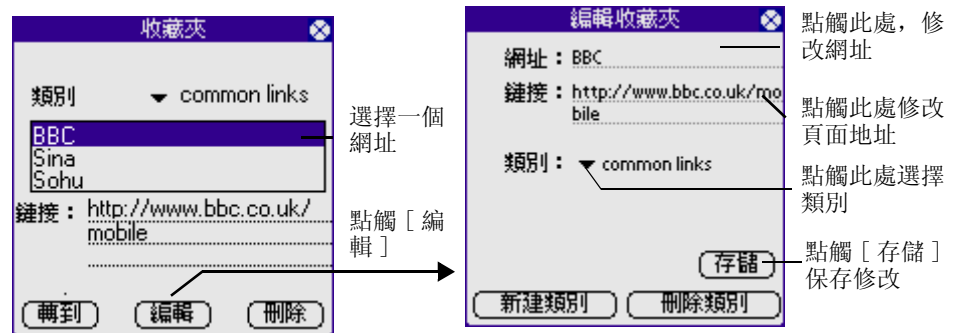 收藏夾
類別 common links
BBC
Sina
Sohu
鏈接：http://www.bbc.co.uk/
mobile
轉到 編輯 刪除
選擇一個
網址
點觸［編
輯］
編輯收藏夾
網址：BBC
鏈接：http://www.bbc.co.uk/mo
bile
類別： common links
存儲
新建類別 刪除類別
點觸此處，修
改網址
點觸此處修改
頁面地址
點觸此處選擇
類別
點觸［存儲］
保存修改